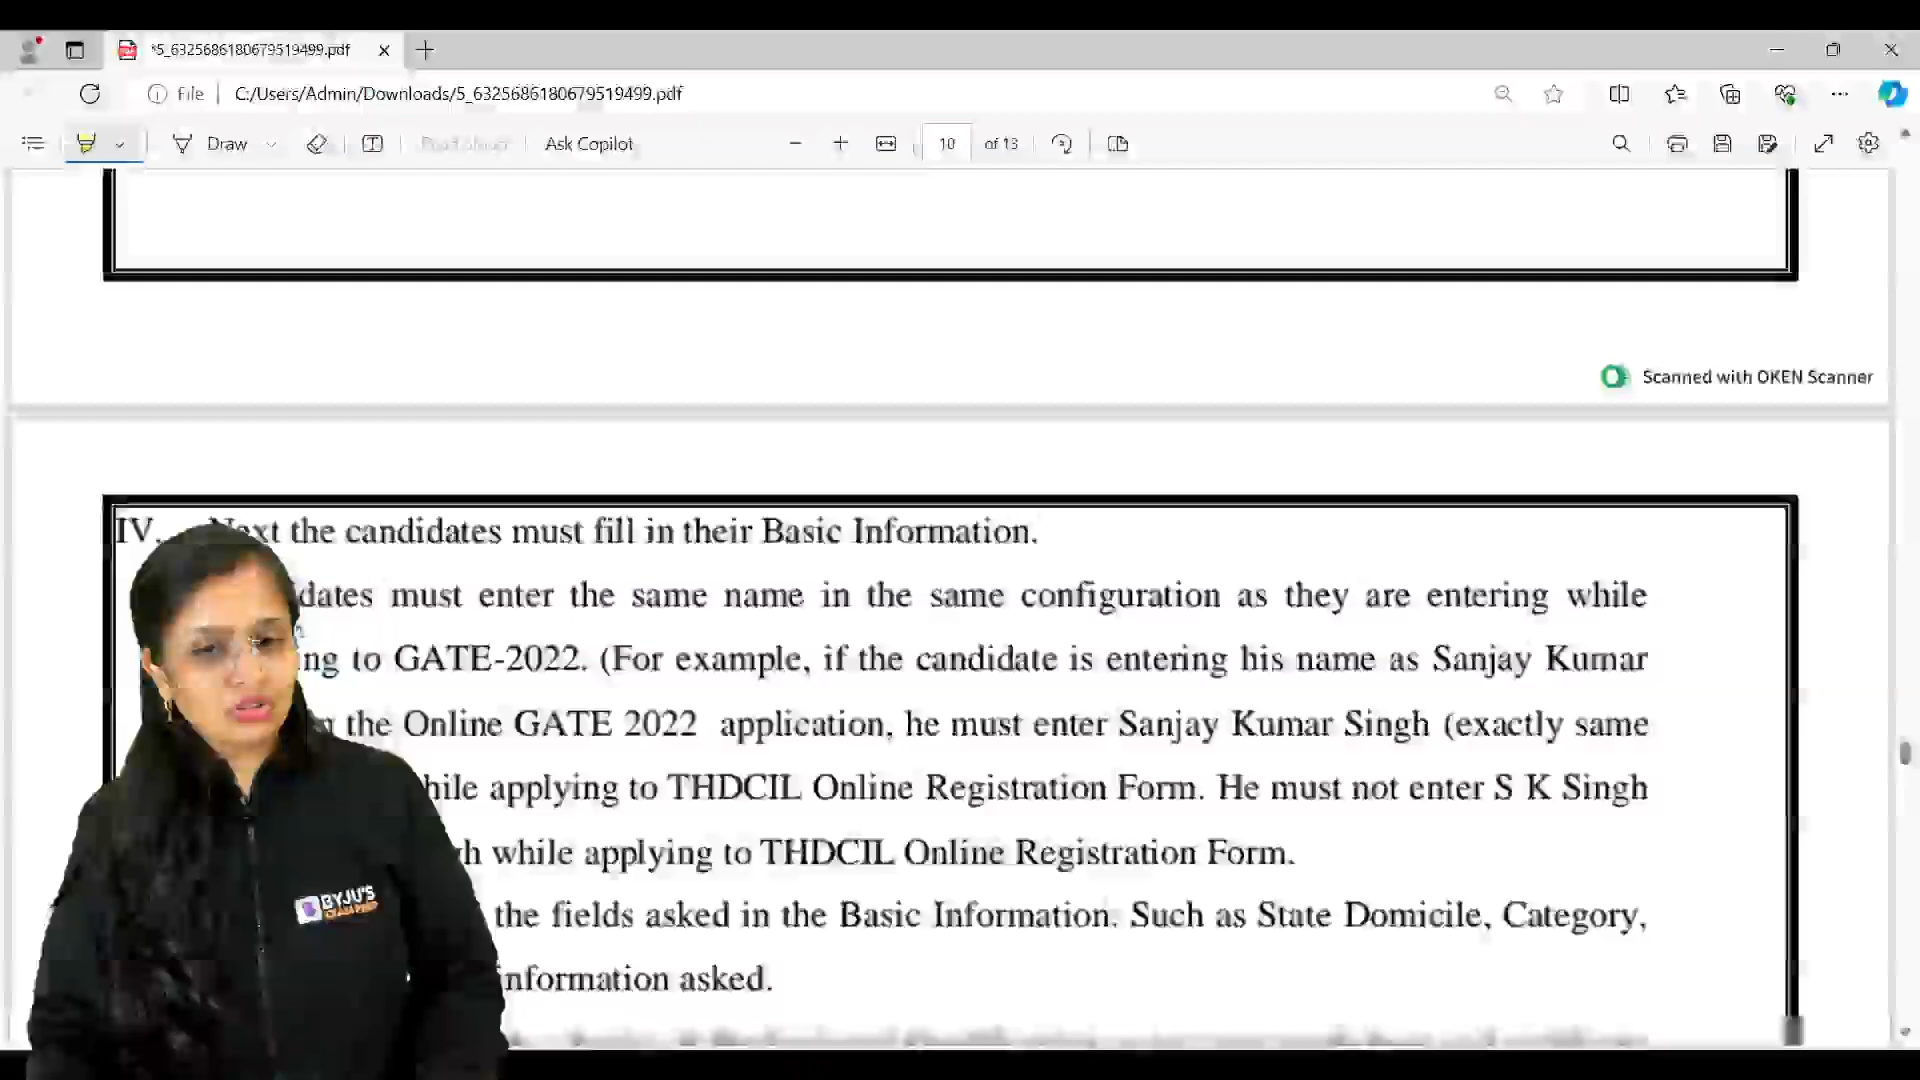 *5_6325686180679519499.pdf
File
C:/Users/Admin/Downloads/5_6325686180679519499.pdf
Draw
Read aloud
Ask Copilot
10 of 13
Scanned with OKEN Scanner
IV. Next the candidates must fill in their Basic Information.
dates must enter the same name in the same configuration as they are entering while
ng to GATE-2022. (For example, if the candidate is entering his name as Sanjay Kumar
n the Online GATE 2022 application, he must enter Sanjay Kumar Singh (exactly same
hile applying to THDCIL Online Registration Form. He must not enter S K Singh
h while applying to THDCIL Online Registration Form.
the fields asked in the Basic Information. Such as State Domicile, Category,
nformation asked.
BYJU'S
EXAM PREP